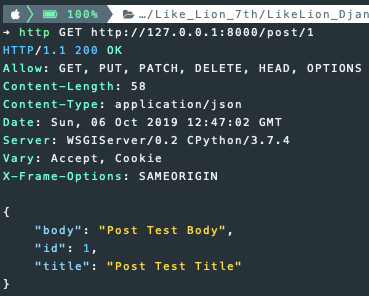 100% …/Like_Lion_7th/LikeLion_Djan
→ http GET http://127.0.0.1:8000/post/1
HTTP/1.1 200 OK
Allow: GET, PUT, PATCH, DELETE, HEAD, OPTIONS
Content-Length: 58
Content-Type: application/json
Date: Sun, 06 Oct 2019 12:47:02 GMT
Server: WSGIServer/0.2 CPython/3.7.4
Vary: Accept, Cookie
X-Frame-Options: SAMEORIGIN
{
"body": "Post Test Body",
"id": 1,
"title": "Post Test Title"
}